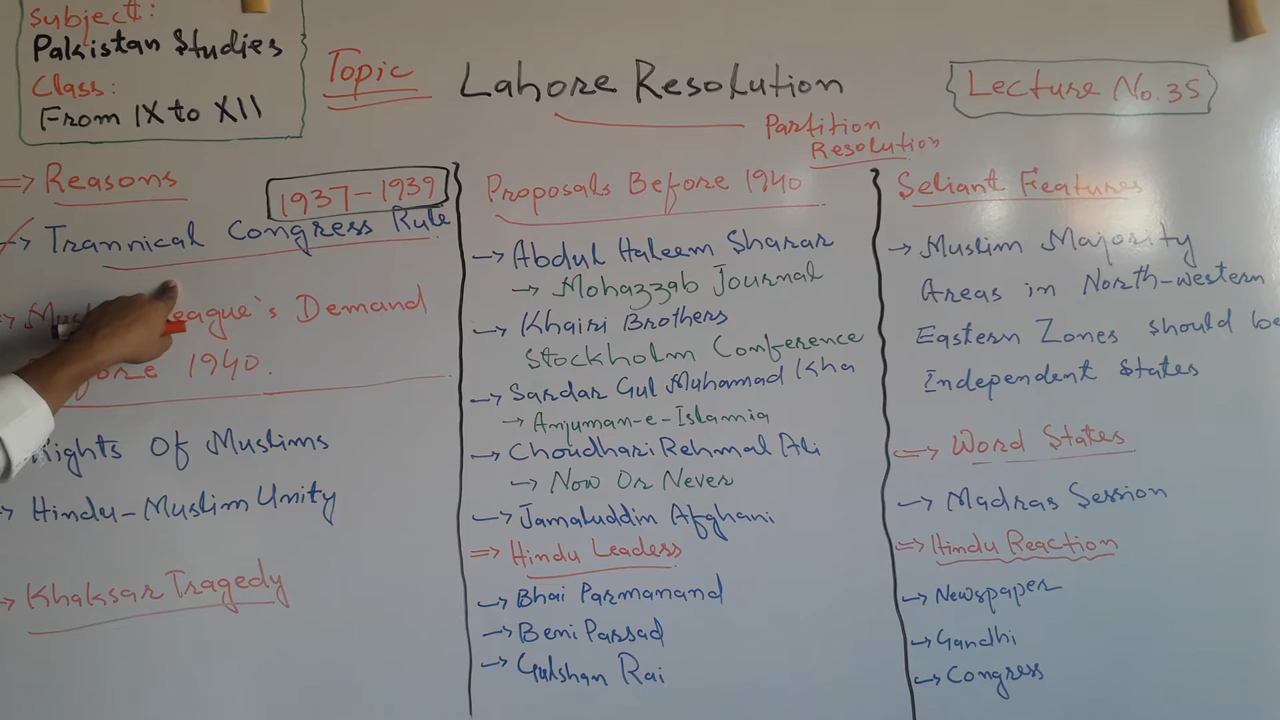 Subject:
Pakistan Studies
Class:
From IX to XII
Topic
Lahore Resolution
Partition
Resolution
Lecture No.35
=> Reasons
1937-1939
→ Trannical Congress Rule
League's Demand
1940.
Rights Of Muslims
→ Hindu-Muslim Unity
→ Khaksar Tragedy
Proposals Before 1940
→ Abdul Haleem Sharar
→ Mohazzab Journal
→ Khairi Brothers
Stockholm Conference
→ Sardar Gul Muhamad Kha
→ Anjuman-e-Islamia
→ Choudhari Rehmat Ali
→ Now Or Never
→ Jamaluddin Afghani
=> Hindu Leaders
→ Bhai Parmanand
→ Beni Parsad
→ Gulshan Rai
Seliant Features
→ Muslim Majority
Areas in North-western
Eastern Zones should be
Independent States
=> Word States
→ Madras Session
=> Hindu Reaction
→ Newspaper
→ Gandhi
→ Congress